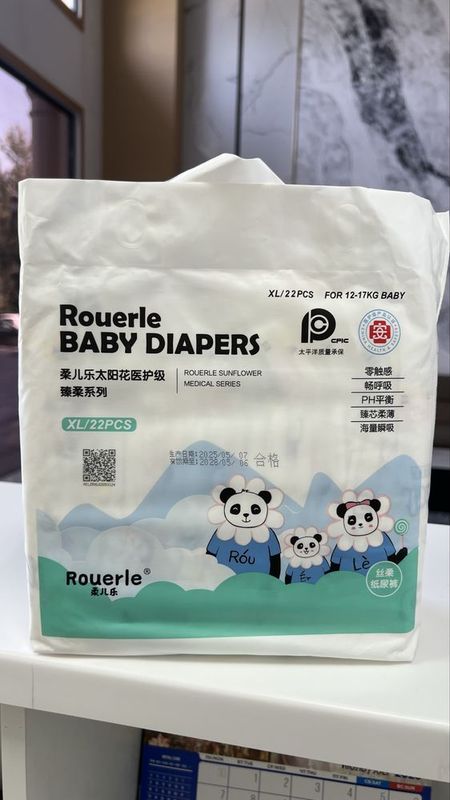 XL/22PCS FOR 12-17KG BABY
Rouerle
BABY DIAPERS
CPIC
太平洋质量承保
柔儿乐太阳花医护级
臻柔系列
ROUERLE SUNFLOWER
MEDICAL SERIES
零触感
畅呼吸
PH平衡
臻芯柔薄
海量瞬吸
XL/22PCS
生产日期: 2025/05/ 07
2028/05/ 06 合格
Róu
Ér
Lè
Rouerle®
柔儿乐
丝柔
纸尿裤